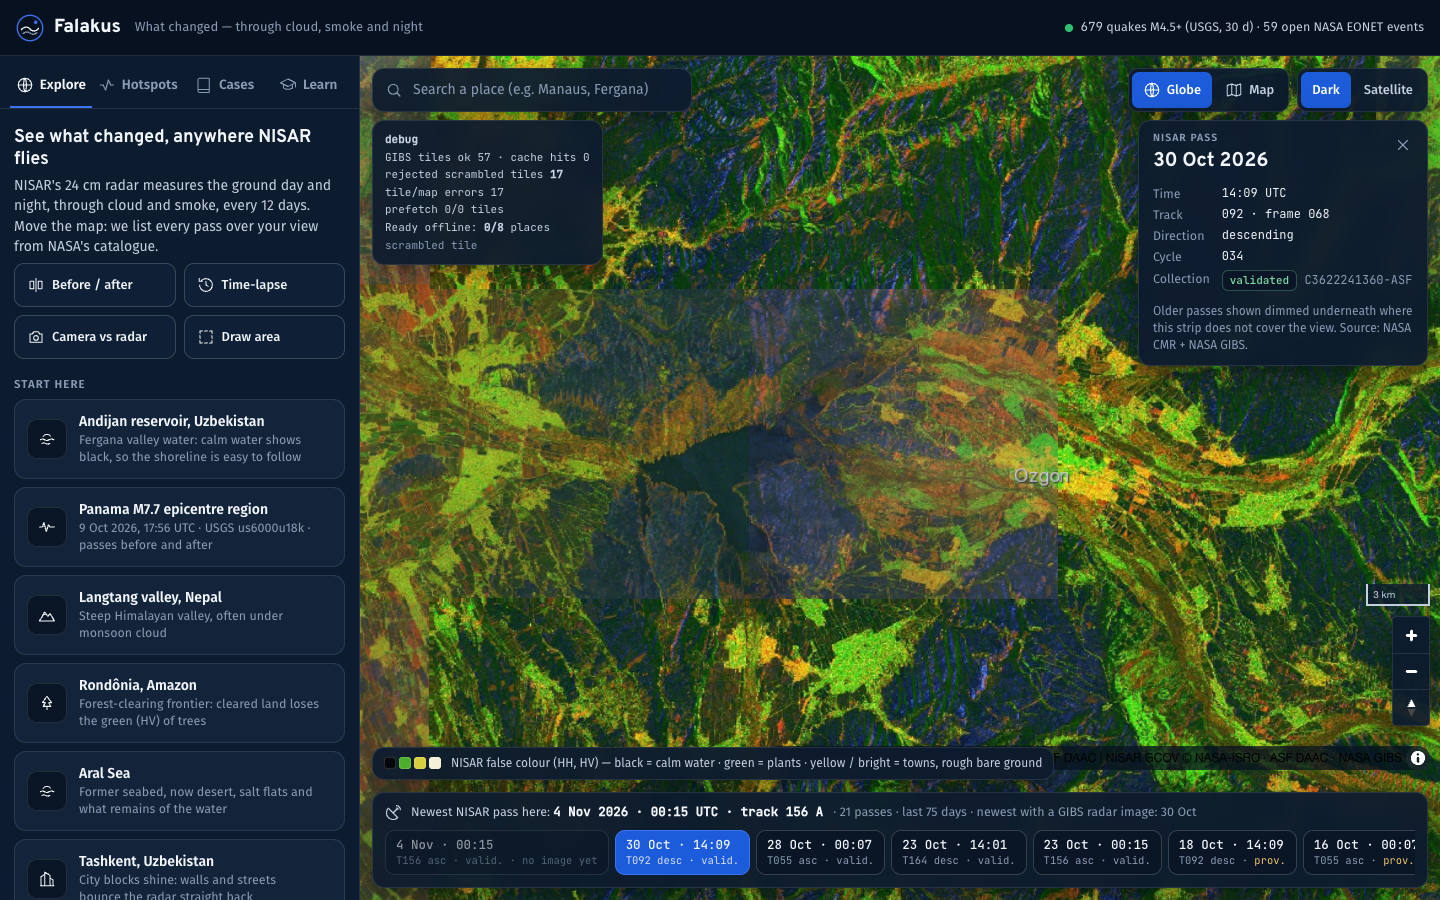 Falakus
What changed — through cloud, smoke and night
679 quakes M4.5+ (USGS, 30 d) · 59 open NASA EONET events
Explore
Hotspots
Cases
Learn
See what changed, anywhere NISAR
flies
NISAR's 24 cm radar measures the ground day and
night, through cloud and smoke, every 12 days.
Move the map: we list every pass over your view
from NASA's catalogue.
Before / after
Time-lapse
Camera vs radar
Draw area
START HERE
Andijan reservoir, Uzbekistan
Fergana valley water: calm water shows
black, so the shoreline is easy to follow
Panama M7.7 epicentre region
9 Oct 2026, 17:56 UTC · USGS us6000u18k ·
passes before and after
Langtang valley, Nepal
Steep Himalayan valley, often under
monsoon cloud
Rondônia, Amazon
Forest-clearing frontier: cleared land loses
the green (HV) of trees
Aral Sea
Former seabed, now desert, salt flats and
what remains of the water
Tashkent, Uzbekistan
City blocks shine: walls and streets
bounce the radar straight back
Search a place (e.g. Manaus, Fergana)
debug
GIBS tiles ok 57 · cache hits 0
rejected scrambled tiles 17
tile/map errors 17
prefetch 0/0 tiles
Ready offline: 0/8 places
scrambled tile
Globe
Map
Dark
Satellite
NISAR PASS
30 Oct 2026
Time 14:09 UTC
Track 092 · frame 068
Direction descending
Cycle 034
Collection validated C3622241360-ASF
Older passes shown dimmed underneath where
this strip does not cover the view. Source: NASA
CMR + NASA GIBS.
Ozgon
3 km
NISAR false colour (HH, HV) — black = calm water · green = plants · yellow / bright = towns, rough bare ground
F DAAC | NISAR GCOV © NASA-ISRO · ASF DAAC · NASA GIBS
Newest NISAR pass here: 4 Nov 2026 · 00:15 UTC · track 156 A · 21 passes · last 75 days · newest with a GIBS radar image: 30 Oct
4 Nov · 00:15
T156 asc · valid. · no image yet
30 Oct · 14:09
T092 desc · valid.
28 Oct · 00:07
T055 asc · valid.
23 Oct · 14:01
T164 desc · valid.
23 Oct · 00:15
T156 asc · valid.
18 Oct · 14:09
T092 desc · prov.
16 Oct · 00:07
T055 asc · prov.